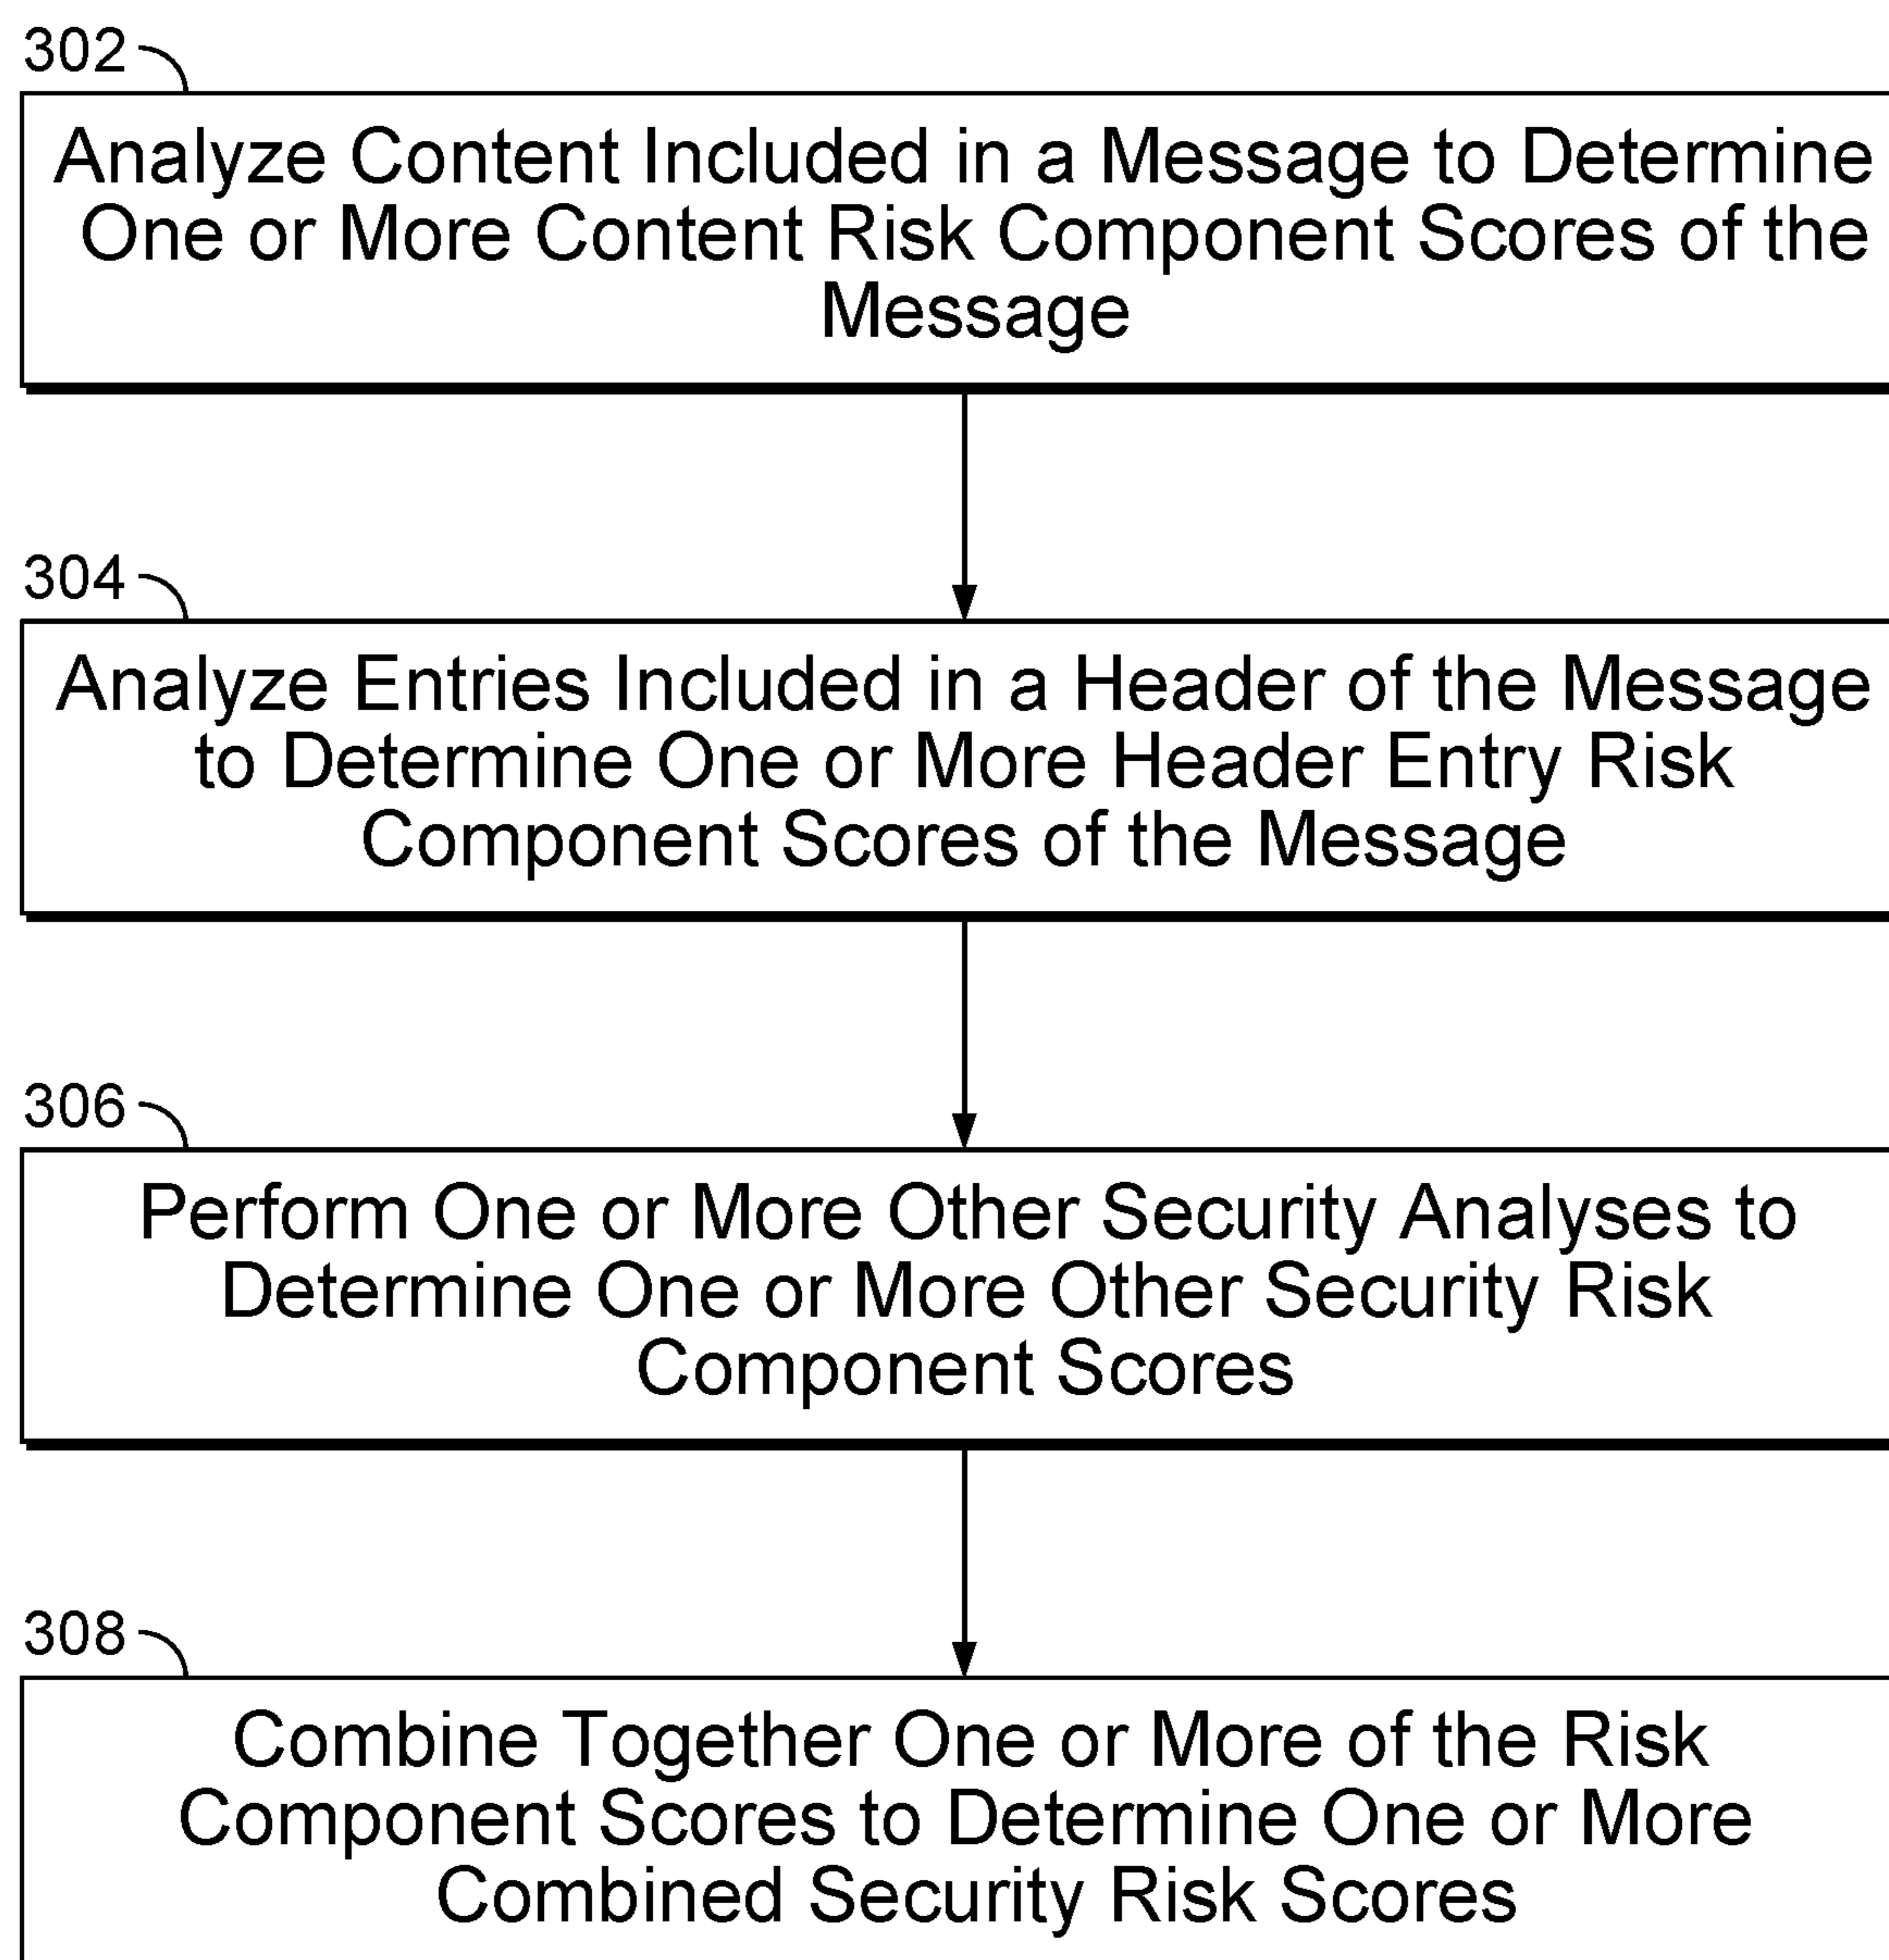 302
Analyze Content Included in a Message to Determine
One or More Content Risk Component Scores of the
Message
304
Analyze Entries Included in a Header of the Message
to Determine One or More Header Entry Risk
Component Scores of the Message
306
Perform One or More Other Security Analyses to
Determine One or More Other Security Risk
Component Scores
308
Combine Together One or More of the Risk
Component Scores to Determine One or More
Combined Security Risk Scores